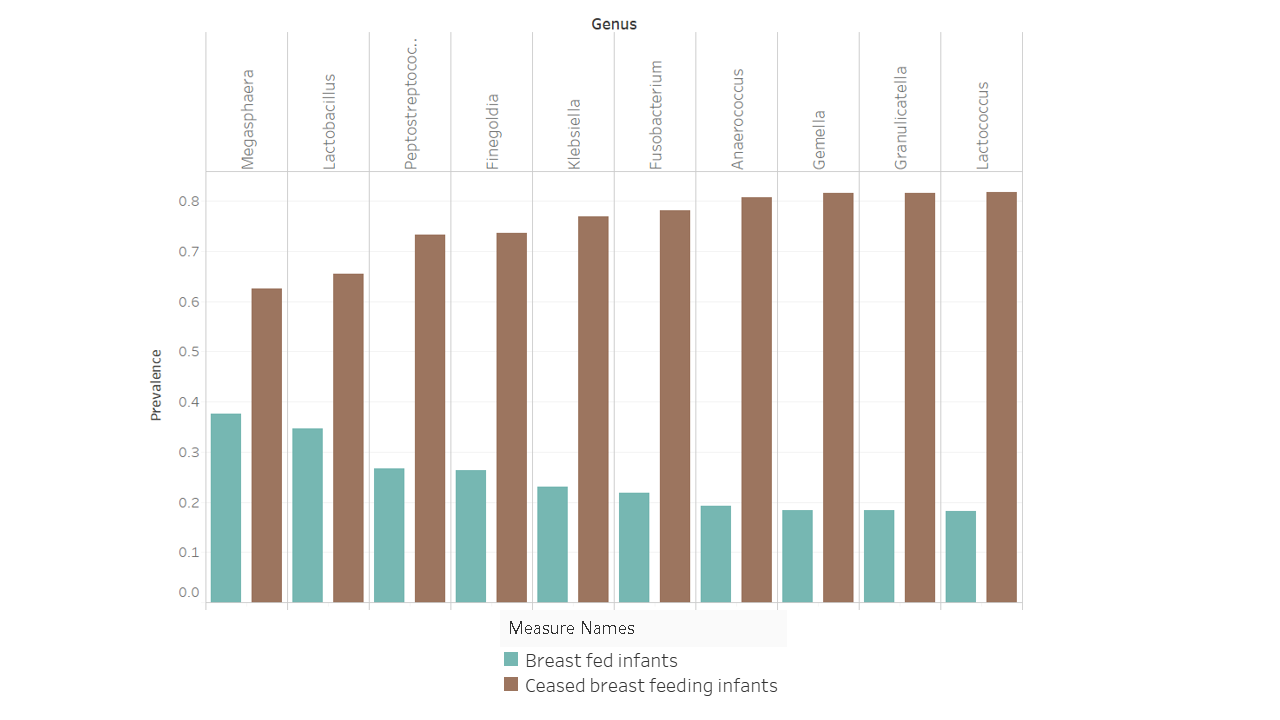 Genus
Megasphaera
Lactobacillus
Peptostreptococ..
Finegoldia
Klebsiella
Fusobacterium
Anaerococcus
Gemella
Granulicatella
Lactococcus
Prevalence
0.8
0.7
0.6
0.5
0.4
0.3
0.2
0.1
0.0
Measure Names
Breast fed infants
Ceased breast feeding infants